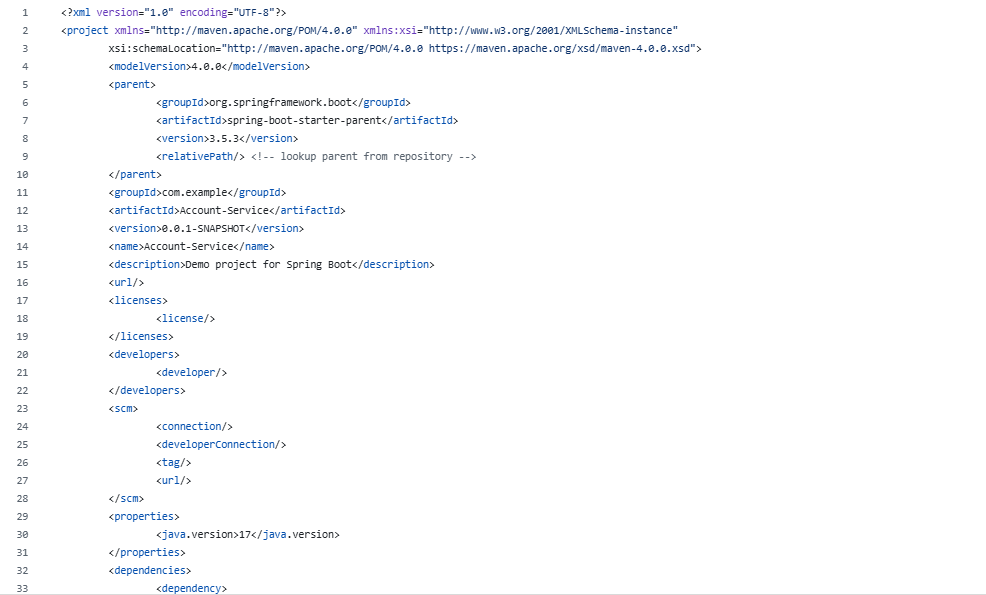 1 <?xml version="1.0" encoding="UTF-8"?>
2 <project xmlns="http://maven.apache.org/POM/4.0.0" xmlns:xsi="http://www.w3.org/2001/XMLSchema-instance"
3 xsi:schemaLocation="http://maven.apache.org/POM/4.0.0 https://maven.apache.org/xsd/maven-4.0.0.xsd">
4 <modelVersion>4.0.0</modelVersion>
5 <parent>
6 <groupId>org.springframework.boot</groupId>
7 <artifactId>spring-boot-starter-parent</artifactId>
8 <version>3.5.3</version>
9 <relativePath/> <!-- lookup parent from repository -->
10 </parent>
11 <groupId>com.example</groupId>
12 <artifactId>Account-Service</artifactId>
13 <version>0.0.1-SNAPSHOT</version>
14 <name>Account-Service</name>
15 <description>Demo project for Spring Boot</description>
16 <url/>
17 <licenses>
18 <license/>
19 </licenses>
20 <developers>
21 <developer/>
22 </developers>
23 <scm>
24 <connection/>
25 <developerConnection/>
26 <tag/>
27 <url/>
28 </scm>
29 <properties>
30 <java.version>17</java.version>
31 </properties>
32 <dependencies>
33 <dependency>